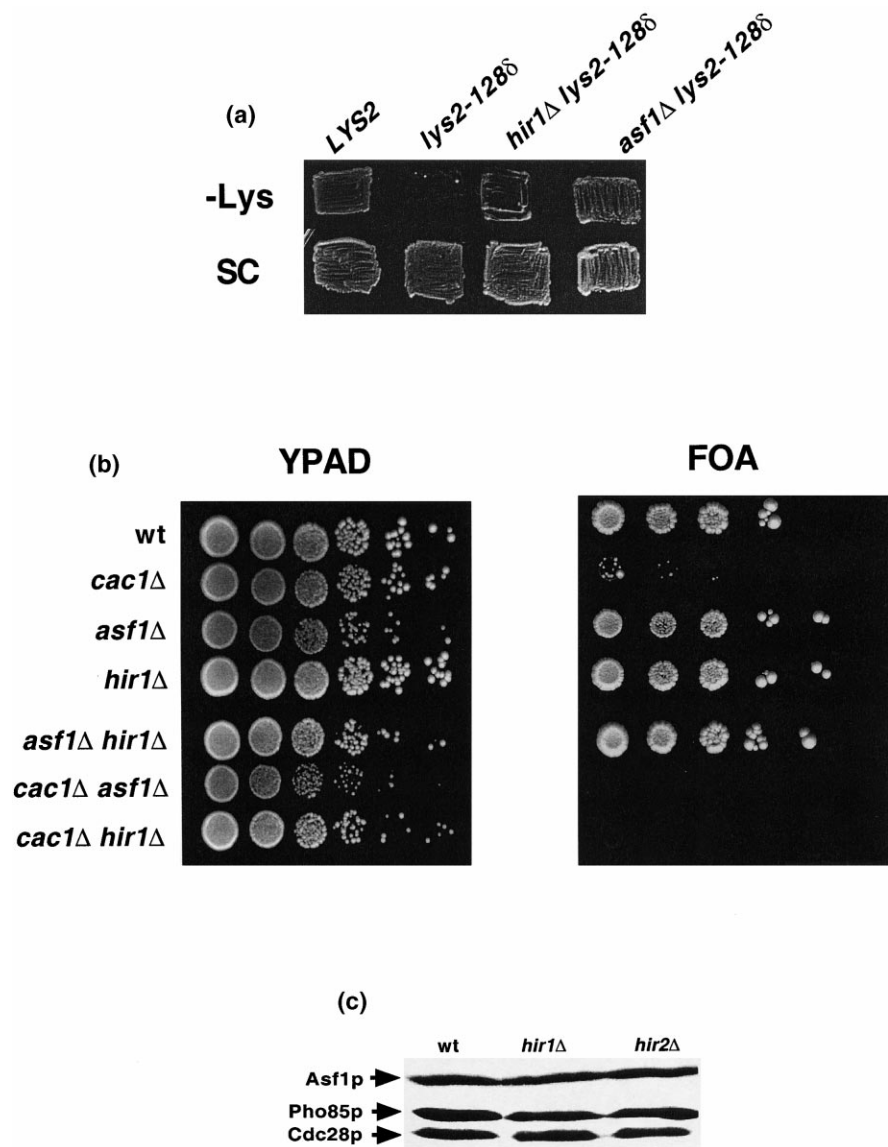 (a)
LYS2
lys2-128δ
hir1Δ lys2-128δ
asf1Δ lys2-128δ
-Lys
SC
(b)
YPAD
FOA
wt
cac1Δ
asf1Δ
hir1Δ
asf1Δ hir1Δ
cac1Δ asf1Δ
cac1Δ hir1Δ
(c)
wt
hir1Δ
hir2Δ
Asf1p
Pho85p
Cdc28p